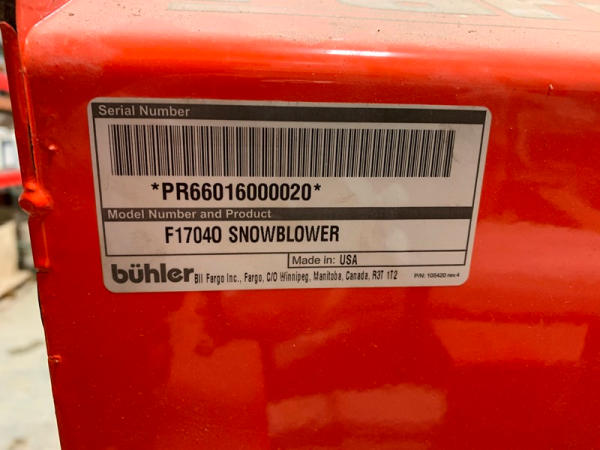 Serial Number
*PR66016000020*
Model Number and Product
F17040 SNOWBLOWER
Made in: USA
bühler BII Fargo Inc., Fargo, C/O Winnipeg, Manitoba, Canada, R3T 1T2 P/N: 105420 rev.4